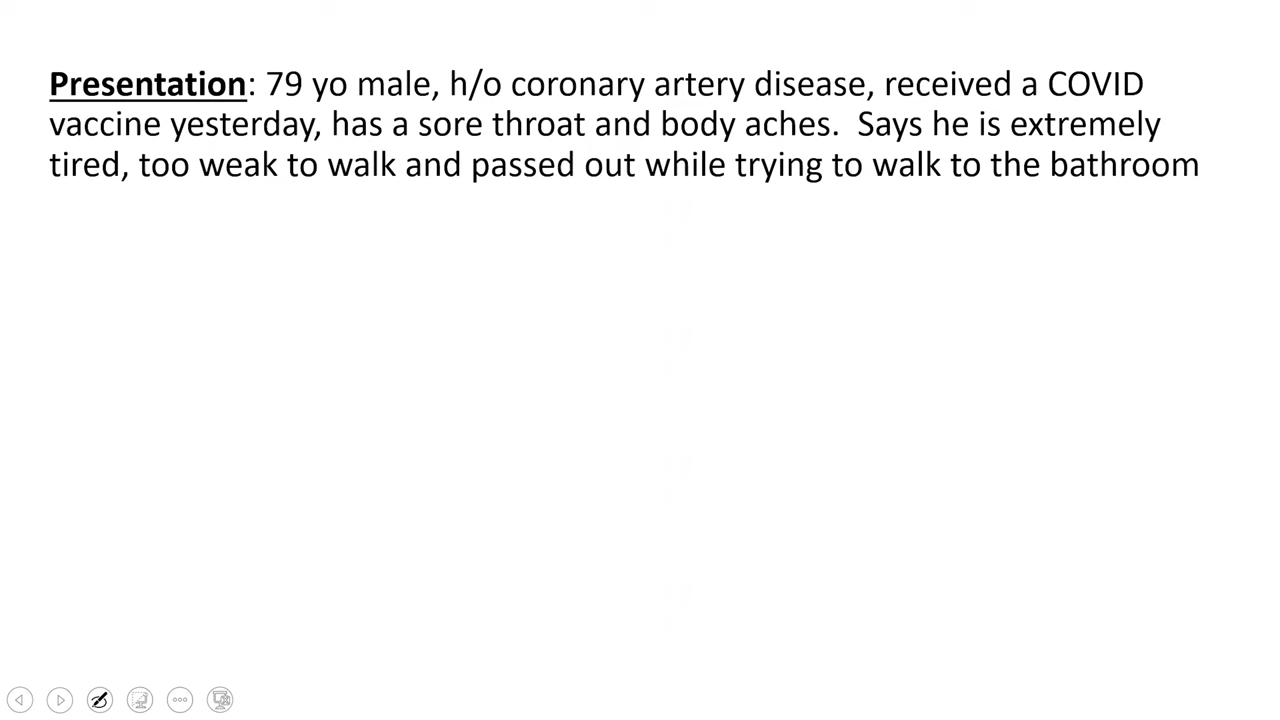 Presentation: 79 yo male, h/o coronary artery disease, received a COVID
vaccine yesterday, has a sore throat and body aches.  Says he is extremely
tired, too weak to walk and passed out while trying to walk to the bathroom